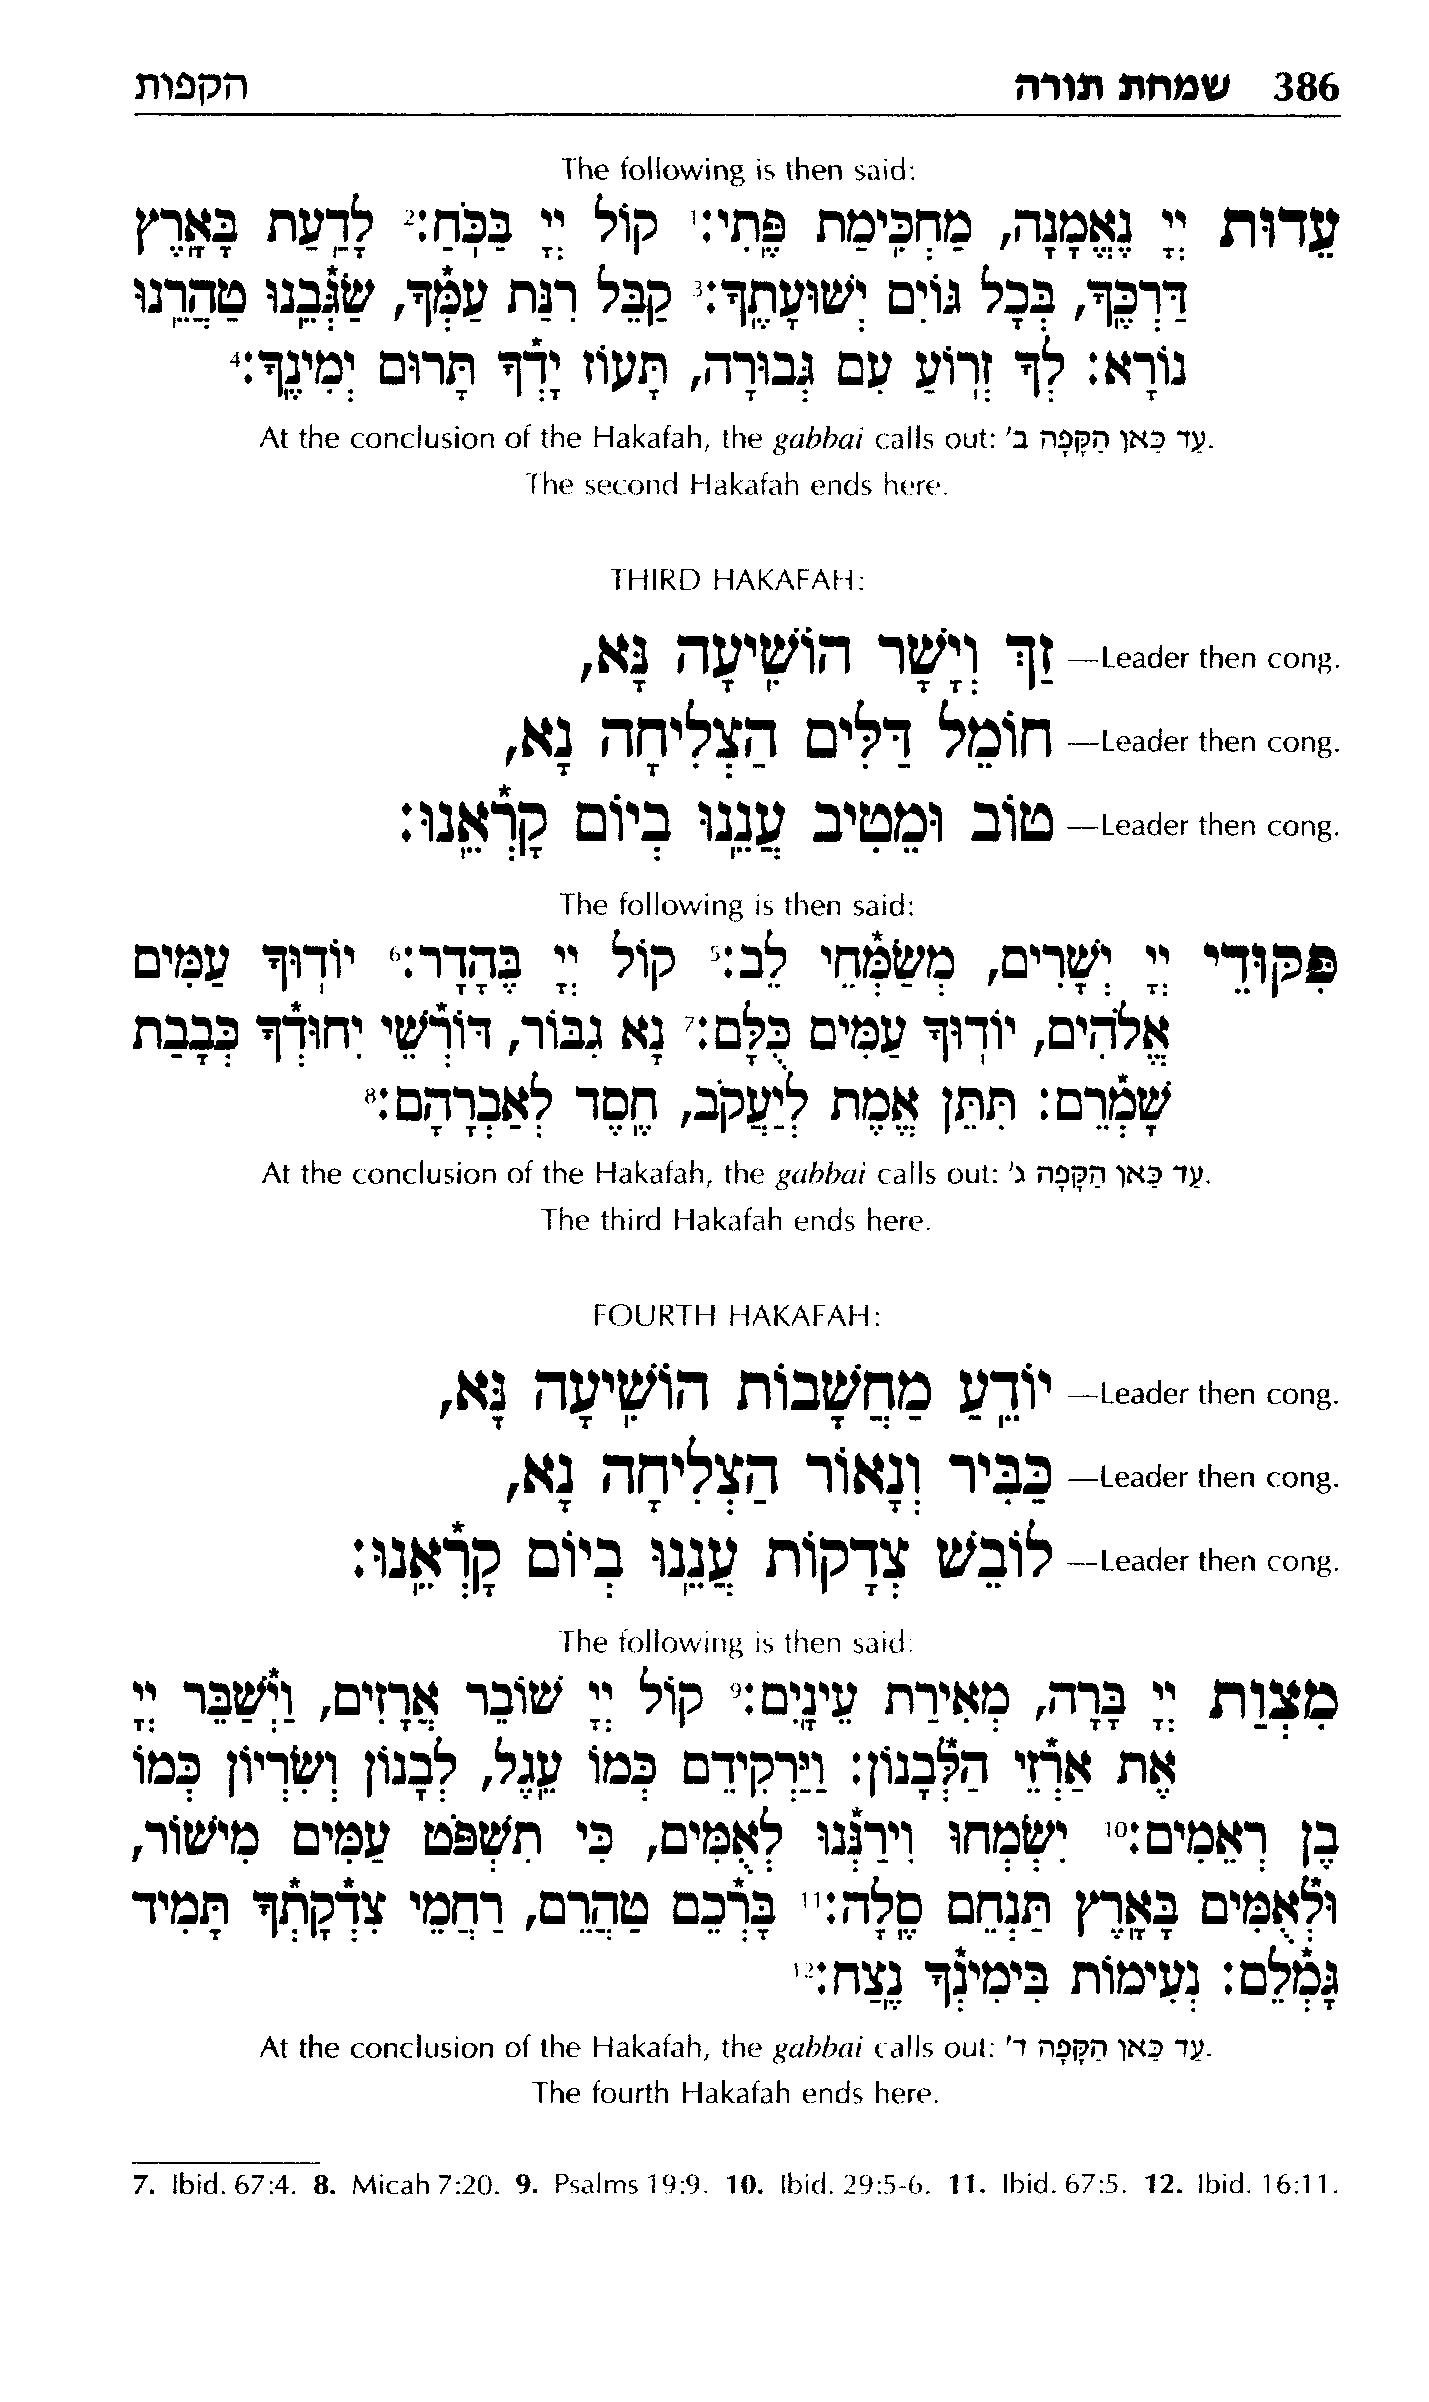 386 שמחת תורה הקפות
The following is then said:
עֵדוּת יְיָ נֶאֱמָנָה, מַחְכִּֽימַת פֶּֽתִי:¹ קוֹל יְיָ בַּכֹּֽחַ:² לָדַֽעַת בָּאָֽרֶץ
דַּרְכֶּֽךָ, בְּכָל גּוֹיִם יְשׁוּעָתֶֽךָ:³ קַבֵּל רִנַּת עַמְּֿךָ, שַׂגְּֿבֵֽנוּ טַהֲרֵֽנוּ
נוֹרָא: לְךָ זְרֽוֹעַ עִם גְּבוּרָה, תָּעוֹז יָדְֿךָ תָּרוּם יְמִינֶֽךָ:⁴
At the conclusion of the Hakafah, the gabbai calls out: עַד כָּאן הַקָּפָה ב'.
The second Hakafah ends here.
THIRD HAKAFAH:
Leader then cong.— זַךְ וְיָשָׁר הוֹשִֽׁיעָה נָּא,
Leader then cong.— חוֹמֵל דַּלִּים הַצְלִיחָה נָא,
Leader then cong.— טוֹב וּמֵטִיב עֲנֵֽנוּ בְיוֹם קָרְֿאֵֽנוּ:
The following is then said:
פִּקּוּדֵי יְיָ יְשָׁרִים, מְשַׂמְּֿחֵי לֵב:⁵ קוֹל יְיָ בֶּהָדָר:⁶ יוֹדֽוּךָ עַמִּים
אֱלֹהִים, יוֹדֽוּךָ עַמִּים כֻּלָּם:⁷ נָא גִבּוֹר, דּוֹרְֿשֵׁי יִחוּדְֿךָ כְּבָבַת
שָׁמְֿרֵם: תִּתֵּן אֱמֶת לְיַעֲקֹב, חֶֽסֶד לְאַבְרָהָם:⁸
At the conclusion of the Hakafah, the gabbai calls out: עַד כָּאן הַקָּפָה ג'.
The third Hakafah ends here.
FOURTH HAKAFAH:
Leader then cong.— יוֹדֵֽעַ מַחֲשָׁבוֹת הוֹשִֽׁיעָה נָּא,
Leader then cong.— כַּבִּיר וְנָאוֹר הַצְלִיחָה נָא,
Leader then cong.— לוֹבֵשׁ צְדָקוֹת עֲנֵֽנוּ בְיוֹם קָרְֿאֵֽנוּ:
The following is then said:
מִצְוַת יְיָ בָּרָה, מְאִירַת עֵינָֽיִם:⁹ קוֹל יְיָ שׁוֹבֵר אֲרָזִים, וַיְֿשַׁבֵּר יְיָ
אֶת אַרְֿזֵי הַלְּֿבָנוֹן: וַיַּרְקִידֵם כְּמוֹ עֵֽגֶל, לְבָנוֹן וְשִׂרְיוֹן כְּמוֹ
בֶן רְאֵמִים:¹⁰ יִשְׂמְחוּ וִירַנְּֿנוּ לְאֻמִּים, כִּי תִשְׁפֹּט עַמִּים מִישׁוֹר,
וּלְֿאֻמִּים בָּאָֽרֶץ תַּנְחֵם סֶֽלָה:¹¹ בָּרְֿכֵם טַהֲרֵם, רַחֲמֵי צִדְֿקָתְֿךָ תָּמִיד
גָּמְֿלֵם: נְעִימוֹת בִּימִינְֿךָ נֶֽצַח:¹²
At the conclusion of the Hakafah, the gabbai calls out: עַד כָּאן הַקָּפָה ד'.
The fourth Hakafah ends here.
7. Ibid. 67:4. 8. Micah 7:20. 9. Psalms 19:9. 10. Ibid. 29:5-6. 11. Ibid. 67:5. 12. Ibid. 16:11.